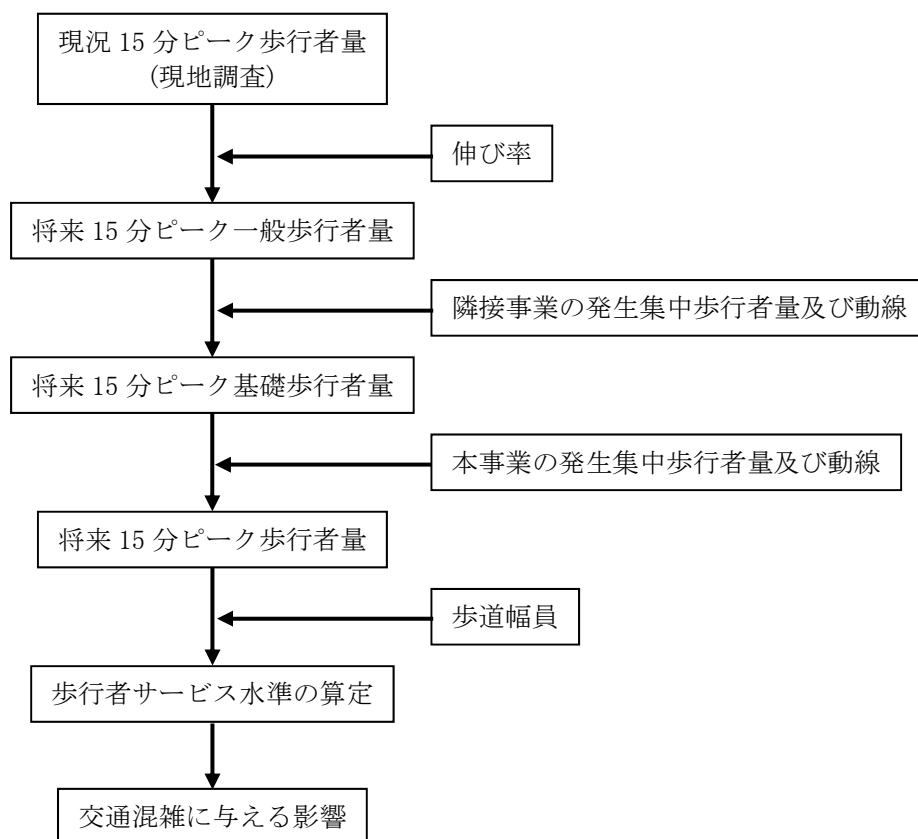 現況 15 分ピーク歩行者量
(現地調査)
伸び率
将来 15 分ピーク一般歩行者量
隣接事業の発生集中歩行者量及び動線
将来 15 分ピーク基礎歩行者量
本事業の発生集中歩行者量及び動線
将来 15 分ピーク歩行者量
歩道幅員
歩行者サービス水準の算定
交通混雑に与える影響